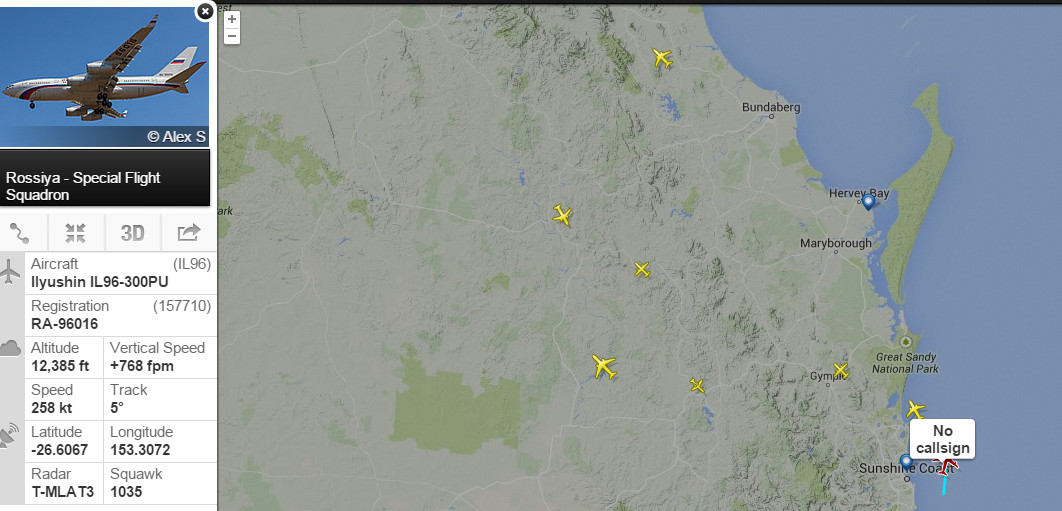 © Alex S
Rossiya - Special Flight
Squadron
3D
Aircraft (IL96)
Ilyushin IL96-300PU
Registration (157710)
RA-96016
Altitude Vertical Speed
12,385 ft +768 fpm
Speed Track
258 kt 5°
Latitude Longitude
-26.6067 153.3072
Radar Squawk
T-MLAT3 1035
+
−
est
Bundaberg
Hervey Bay
ark
Maryborough
Great Sandy
National Park
Gympie
No
callsign
Sunshine Coast